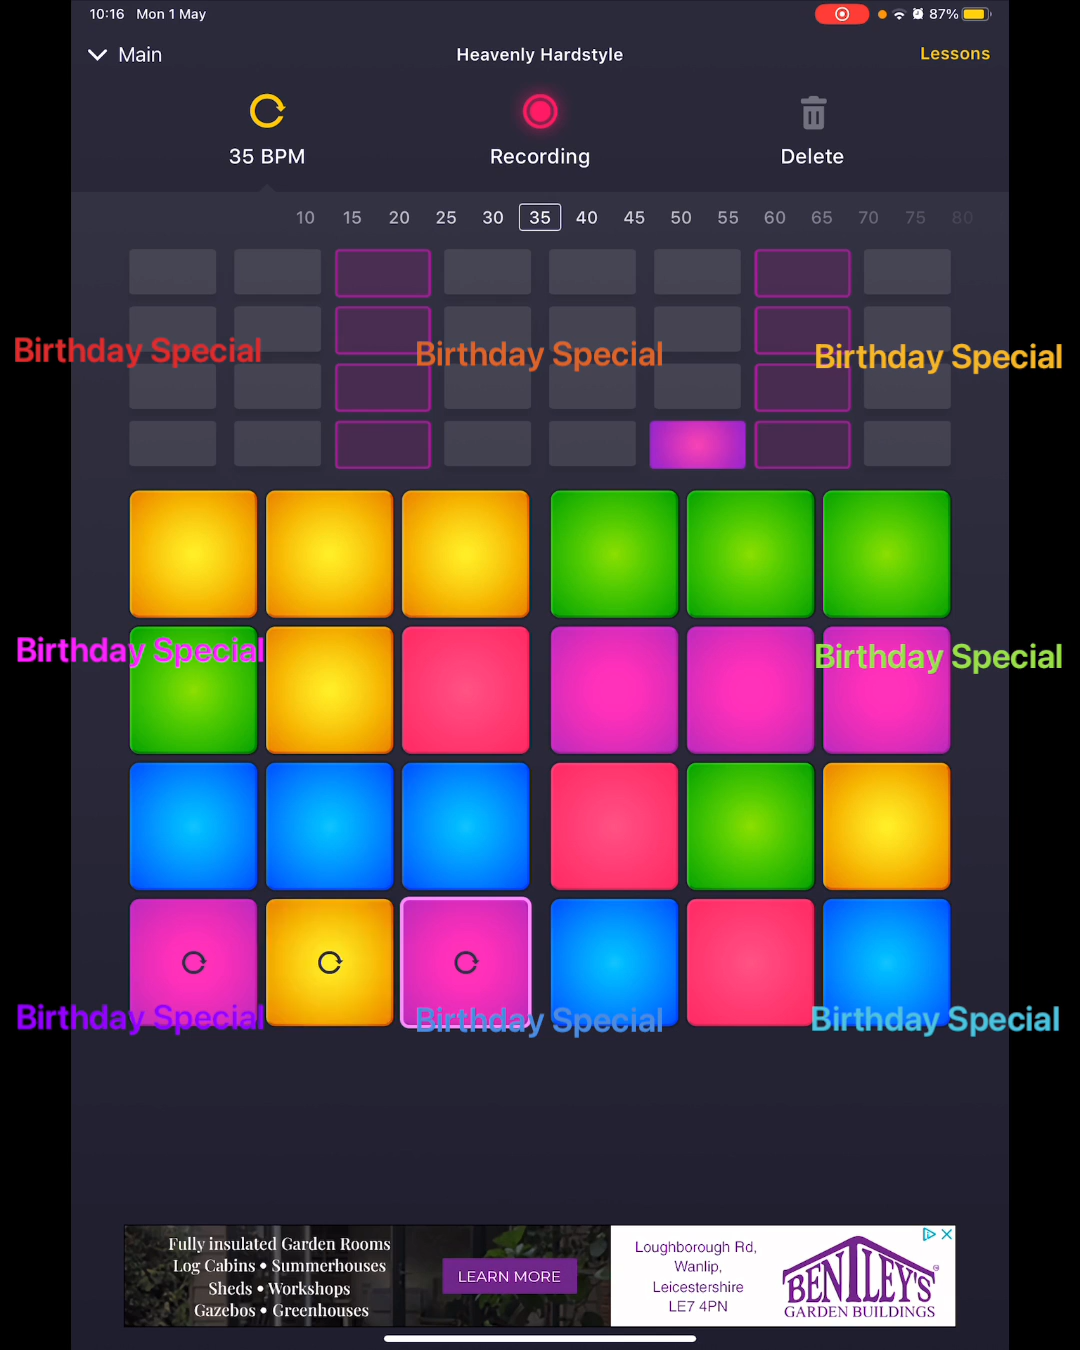 10:16 Mon 1 May 87%
Main
Heavenly Hardstyle
Lessons
35 BPM
Recording
Delete
10 15 20 25 30 35 40 45 50 55 60 65 70 75 80
Birthday Special
Birthday Special
Birthday Special
Birthday Special
Birthday Special
Birthday Special
Birthday Special
Birthday Special
Fully insulated Garden Rooms
Log Cabins • Summerhouses
Sheds • Workshops
Gazebos • Greenhouses
LEARN MORE
Loughborough Rd,
Wanlip,
Leicestershire
LE7 4PN
BENTLEY'S
GARDEN BUILDINGS